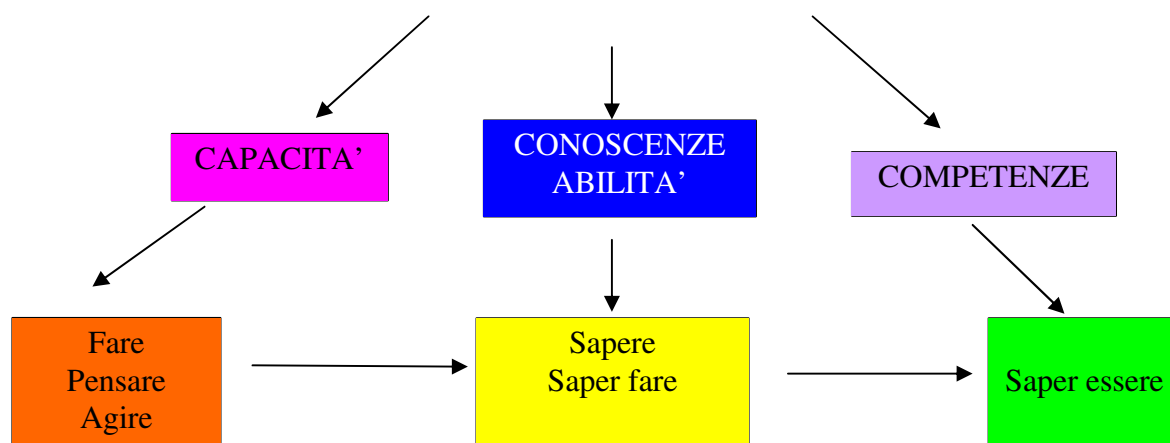 CAPACITA’
CONOSCENZE
ABILITA’
COMPETENZE
Fare
Pensare
Agire
Sapere
Saper fare
Saper essere